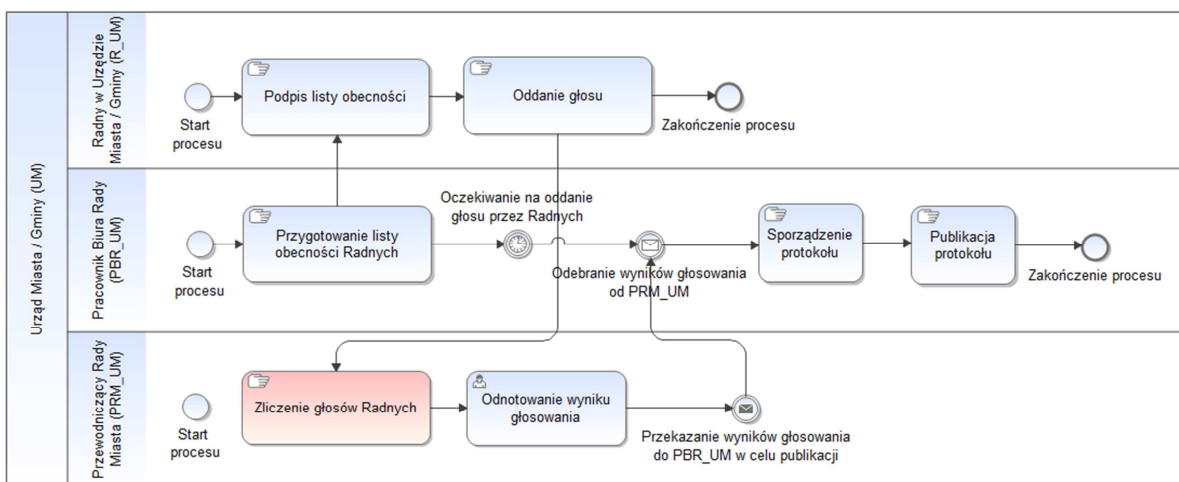 Urząd Miasta / Gminy (UM)
Radny w Urzędzie
Miasta / Gminy (R_UM)
Start
procesu
Podpis listy obecności
Oddanie głosu
Zakończenie procesu
Pracownik Biura Rady
(PBR_UM)
Start
procesu
Przygotowanie listy
obecności Radnych
Oczekiwanie na oddanie
głosu przez Radnych
Odebranie wyników głosowania
od PRM_UM
Sporządzenie
protokołu
Publikacja
protokołu
Zakończenie procesu
Przewodniczący Rady
Miasta (PRM_UM)
Start
procesu
Zliczenie głosów Radnych
Odnotowanie wyniku
głosowania
Przekazanie wyników głosowania
do PBR_UM w celu publikacji